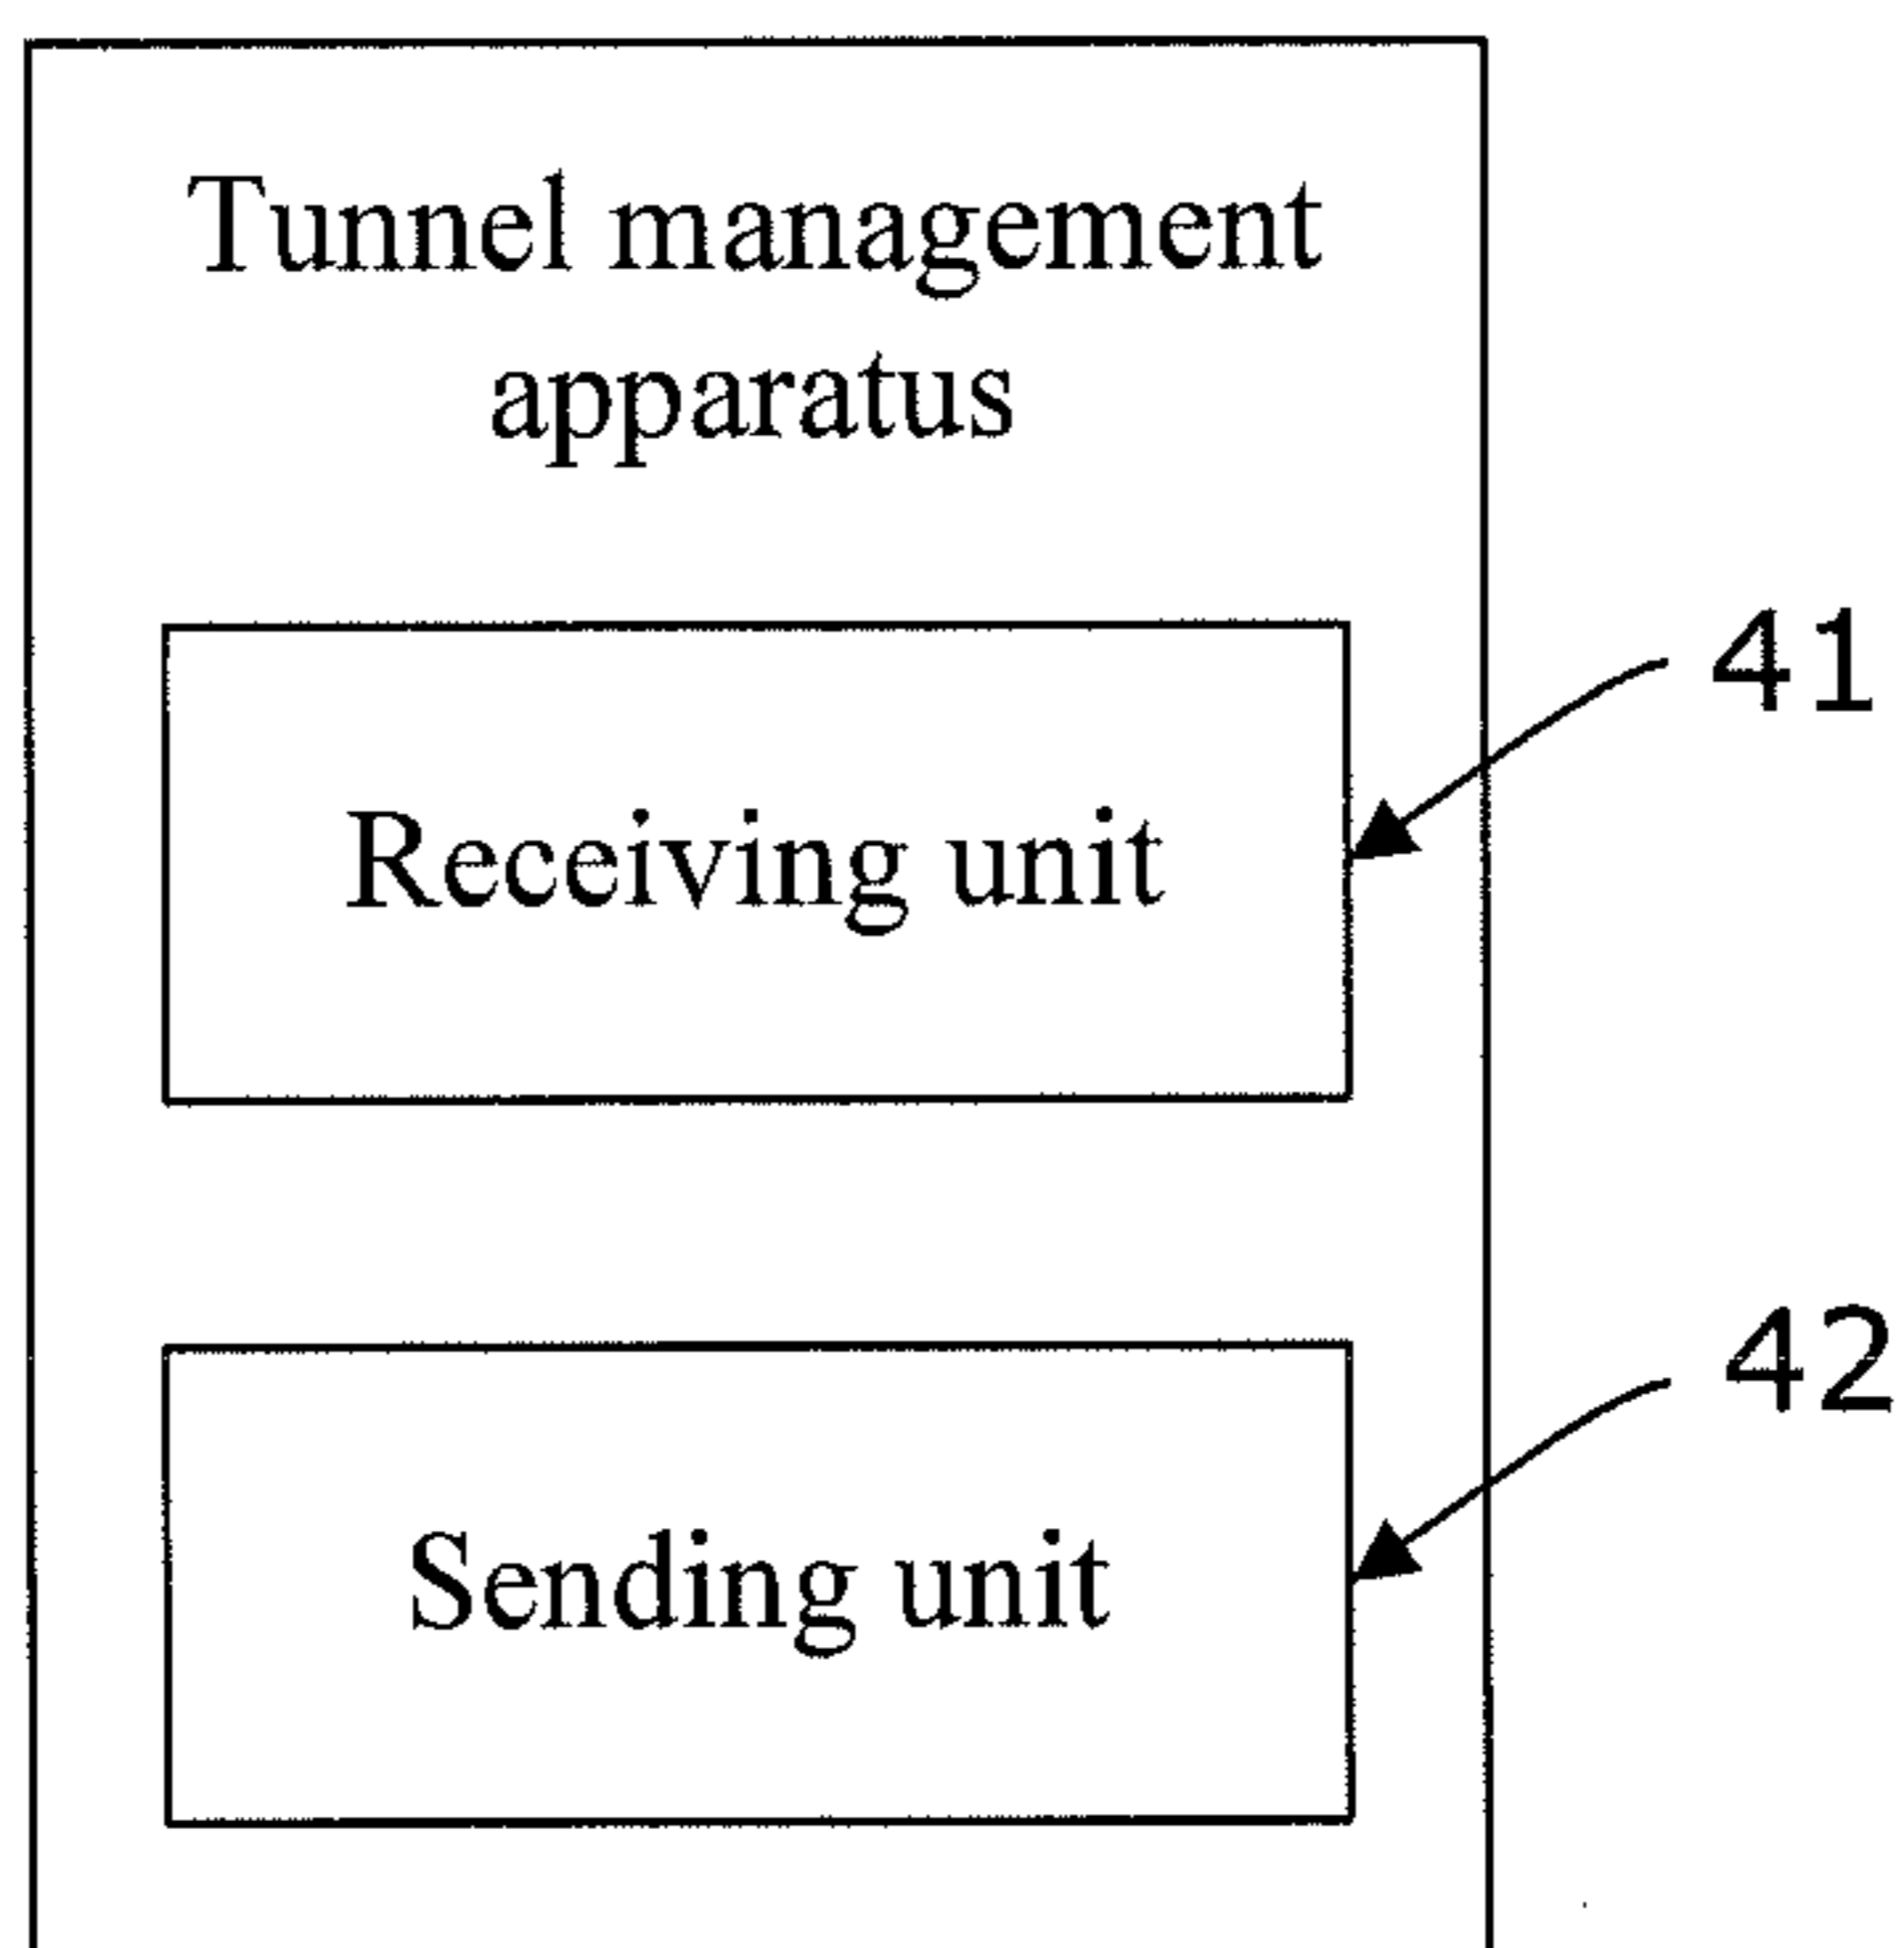 Tunnel management
apparatus
41
Receiving unit
42
Sending unit